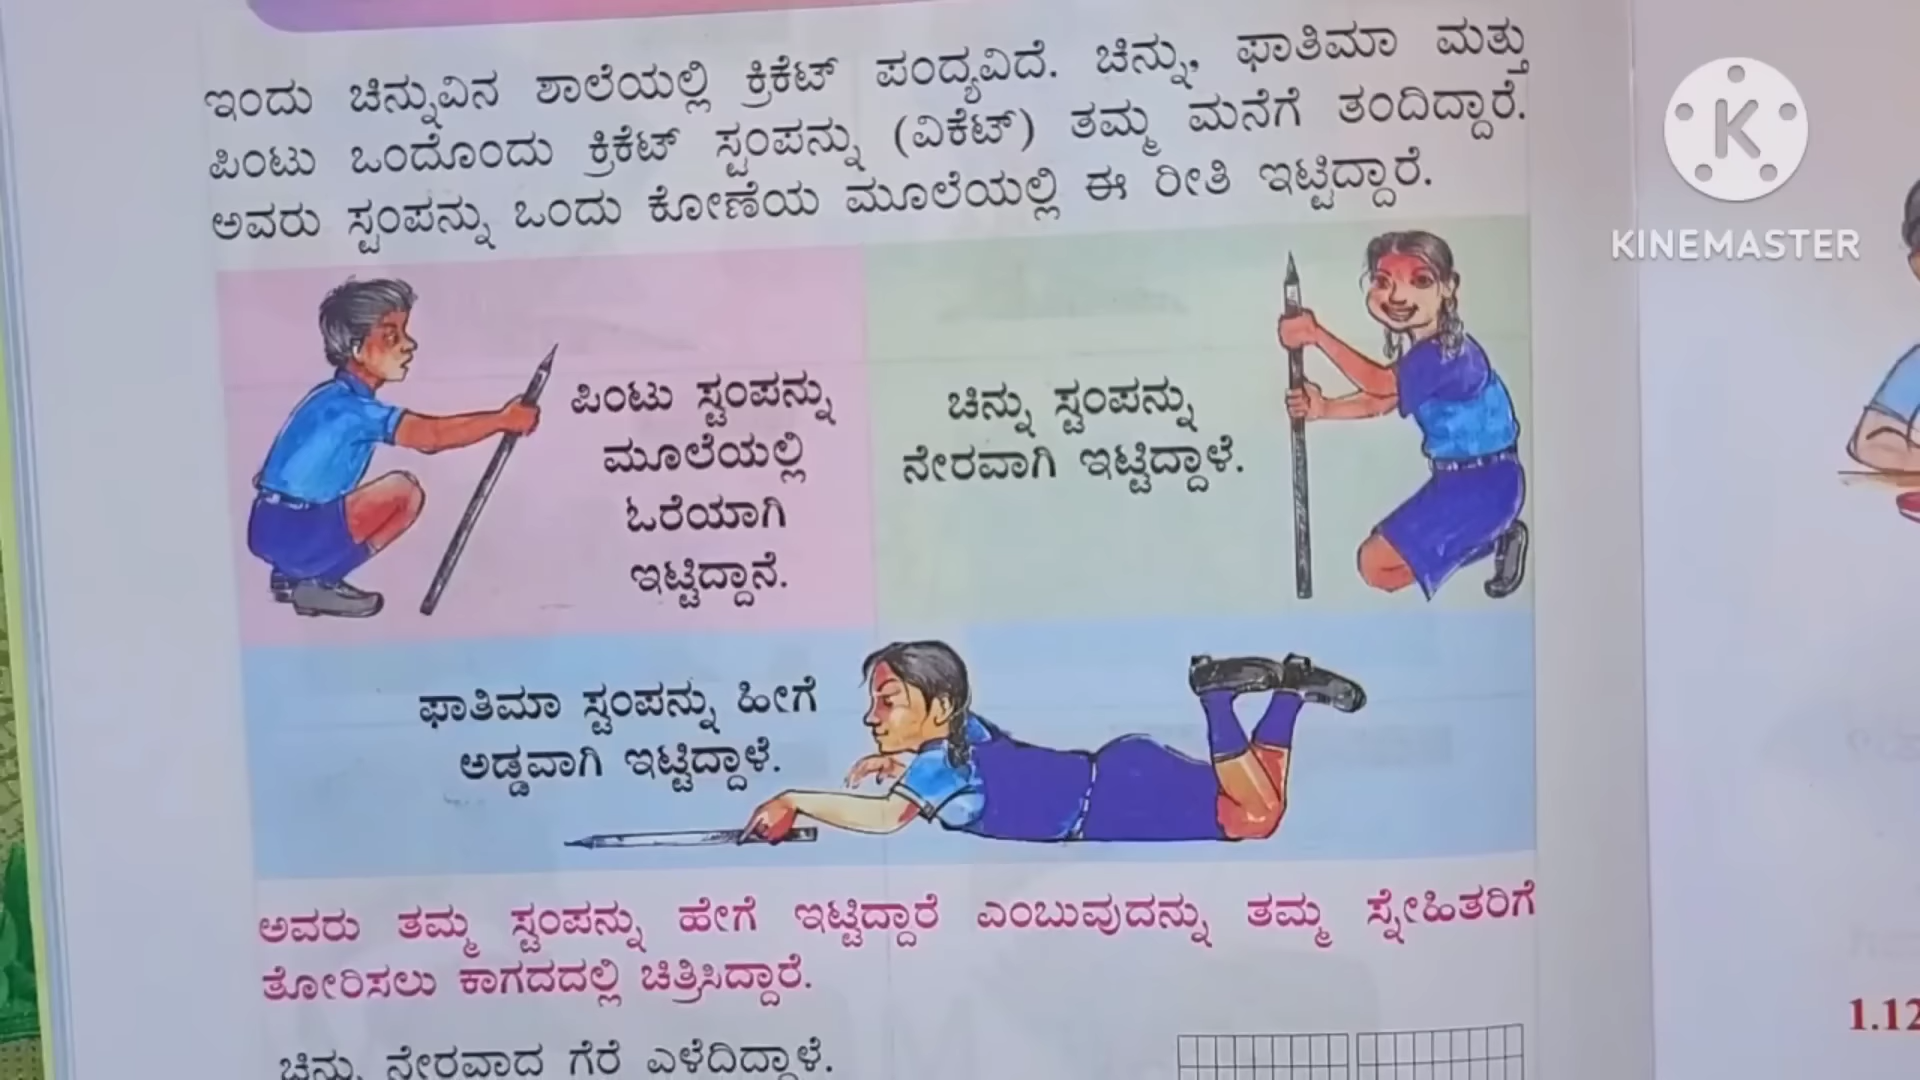 ಇಂದು ಚಿನ್ನುವಿನ ಶಾಲೆಯಲ್ಲಿ ಕ್ರಿಕೆಟ್ ಪಂದ್ಯವಿದೆ. ಚಿನ್ನು, ಫಾತಿಮಾ ಮತ್ತು
ಪಿಂಟು ಒಂದೊಂದು ಕ್ರಿಕೆಟ್ ಸ್ಟಂಪನ್ನು (ವಿಕೆಟ್) ತಮ್ಮ ಮನೆಗೆ ತಂದಿದ್ದಾರೆ.
ಅವರು ಸ್ಟಂಪನ್ನು ಒಂದು ಕೋಣೆಯ ಮೂಲೆಯಲ್ಲಿ ಈ ರೀತಿ ಇಟ್ಟಿದ್ದಾರೆ.
ಪಿಂಟು ಸ್ಟಂಪನ್ನು
ಮೂಲೆಯಲ್ಲಿ
ಓರೆಯಾಗಿ
ಇಟ್ಟಿದ್ದಾನೆ.
ಚಿನ್ನು ಸ್ಟಂಪನ್ನು
ನೇರವಾಗಿ ಇಟ್ಟಿದ್ದಾಳೆ.
ಫಾತಿಮಾ ಸ್ಟಂಪನ್ನು ಹೀಗೆ
ಅಡ್ಡವಾಗಿ ಇಟ್ಟಿದ್ದಾಳೆ.
ಅವರು ತಮ್ಮ ಸ್ಟಂಪನ್ನು ಹೇಗೆ ಇಟ್ಟಿದ್ದಾರೆ ಎಂಬುವುದನ್ನು ತಮ್ಮ ಸ್ನೇಹಿತರಿಗೆ
ತೋರಿಸಲು ಕಾಗದದಲ್ಲಿ ಚಿತ್ರಿಸಿದ್ದಾರೆ.
ಚಿನ್ನು ನೇರವಾದ ಗೆರೆ ಎಳೆದಿದ್ದಾಳೆ.
K
KINEMASTER
1.12